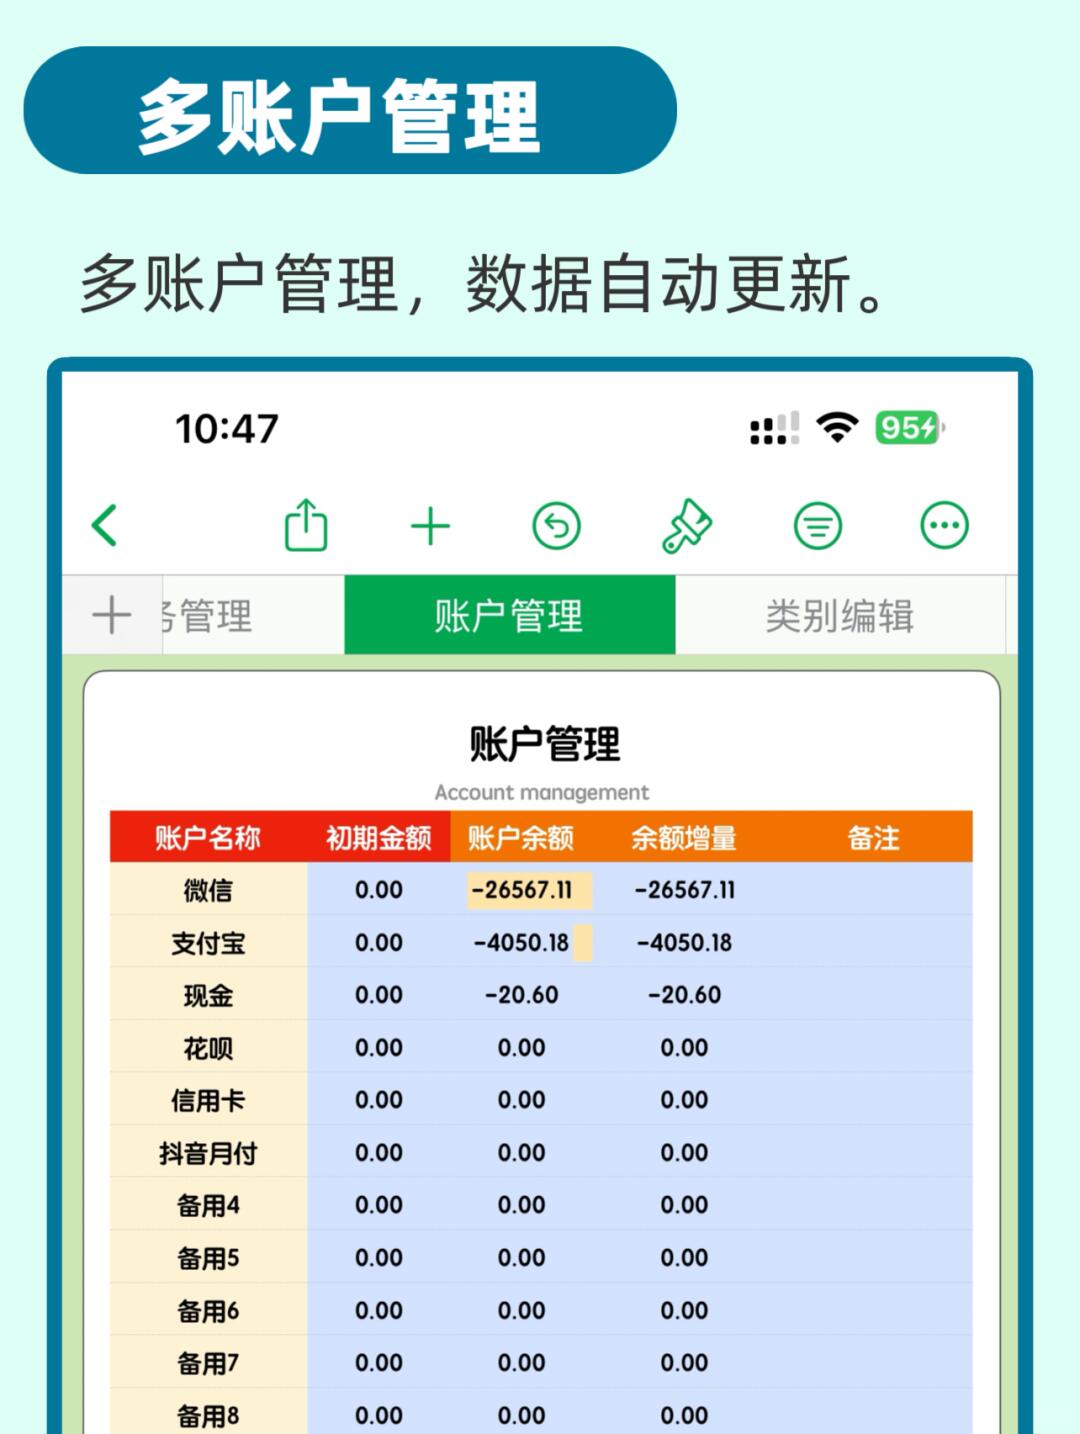 多账户管理
多账户管理，数据自动更新。
10:47
95
管理
账户管理
类别编辑
账户管理
Account management
账户名称 初期金额 账户余额 余额增量 备注
微信 0.00 -26567.11 -26567.11
支付宝 0.00 -4050.18 -4050.18
现金 0.00 -20.60 -20.60
花呗 0.00 0.00 0.00
信用卡 0.00 0.00 0.00
抖音月付 0.00 0.00 0.00
备用4 0.00 0.00 0.00
备用5 0.00 0.00 0.00
备用6 0.00 0.00 0.00
备用7 0.00 0.00 0.00
备用8 0.00 0.00 0.00